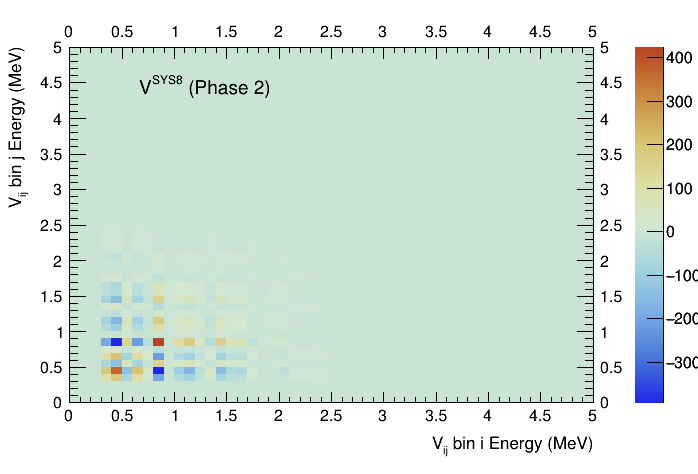 0 0.5 1 1.5 2 2.5 3 3.5 4 4.5 5
V^SYS8 (Phase 2)
V_ij bin j Energy (MeV)
5 5 400
4.5 4.5
4 4 300
3.5 3.5 200
3 3 100
2.5 2.5 0
2 2
1.5 1.5 −100
1 1 −200
0.5 0.5 −300
0 0
0 0.5 1 1.5 2 2.5 3 3.5 4 4.5 5
V_ij bin i Energy (MeV)